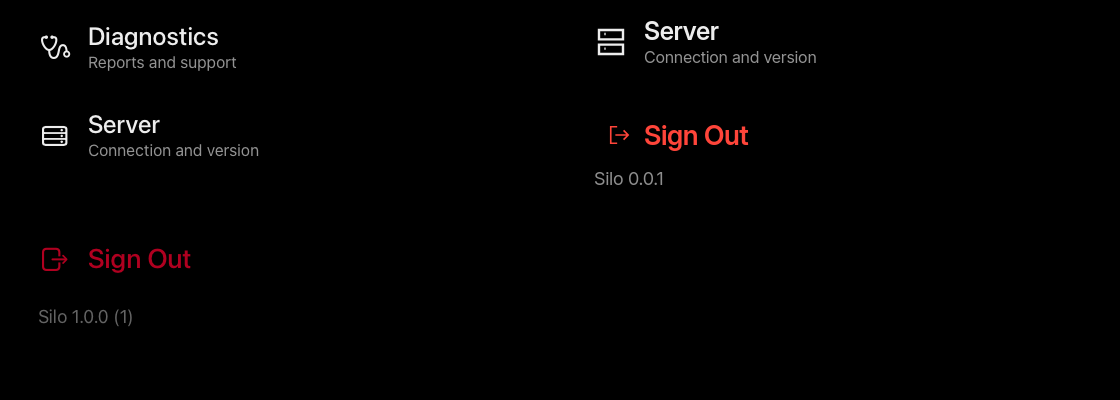 Diagnostics
Reports and support
Server
Connection and version
Sign Out
Silo 1.0.0 (1)
Server
Connection and version
Sign Out
Silo 0.0.1